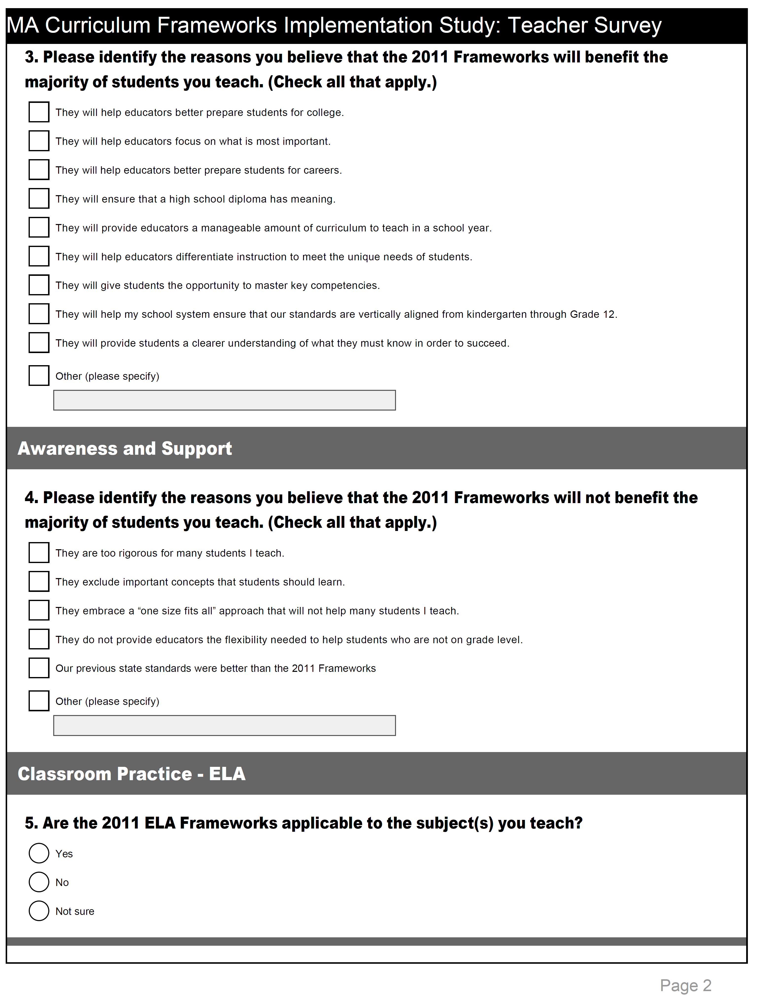 MA Curriculum Frameworks Implementation Study: Teacher Survey
3. Please identify the reasons you believe that the 2011 Frameworks will benefit the
majority of students you teach. (Check all that apply.)
They will help educators better prepare students for college.
They will help educators focus on what is most important.
They will help educators better prepare students for careers.
They will ensure that a high school diploma has meaning.
They will provide educators a manageable amount of curriculum to teach in a school year.
They will help educators differentiate instruction to meet the unique needs of students.
They will give students the opportunity to master key competencies.
They will help my school system ensure that our standards are vertically aligned from kindergarten through Grade 12.
They will provide students a clearer understanding of what they must know in order to succeed.
Other (please specify)
Awareness and Support
4. Please identify the reasons you believe that the 2011 Frameworks will not benefit the
majority of students you teach. (Check all that apply.)
They are too rigorous for many students I teach.
They exclude important concepts that students should learn.
They embrace a “one size fits all” approach that will not help many students I teach.
They do not provide educators the flexibility needed to help students who are not on grade level.
Our previous state standards were better than the 2011 Frameworks
Other (please specify)
Classroom Practice - ELA
5. Are the 2011 ELA Frameworks applicable to the subject(s) you teach?
Yes
No
Not sure
Page 2